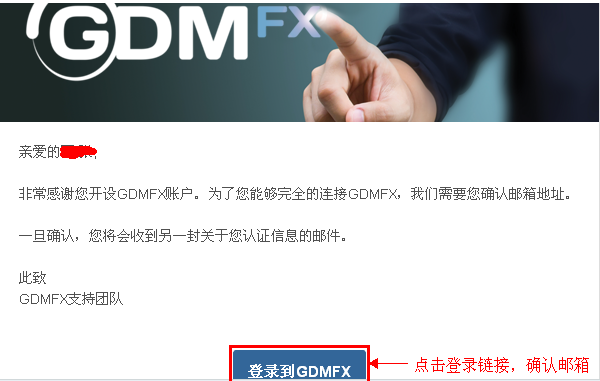 GDMFX
亲爱的
非常感谢您开设GDMFX账户。为了您能够完全的连接GDMFX，我们需要您确认邮箱地址。
一旦确认，您将会收到另一封关于您认证信息的邮件。
此致
GDMFX支持团队
登录到GDMFX
点击登录链接，确认邮箱